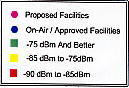 Proposed Facilities
On-Air / Approved Facilities
-75 dBm And Better
-85 dBm to -75dBm
-90 dBm to -85dBm